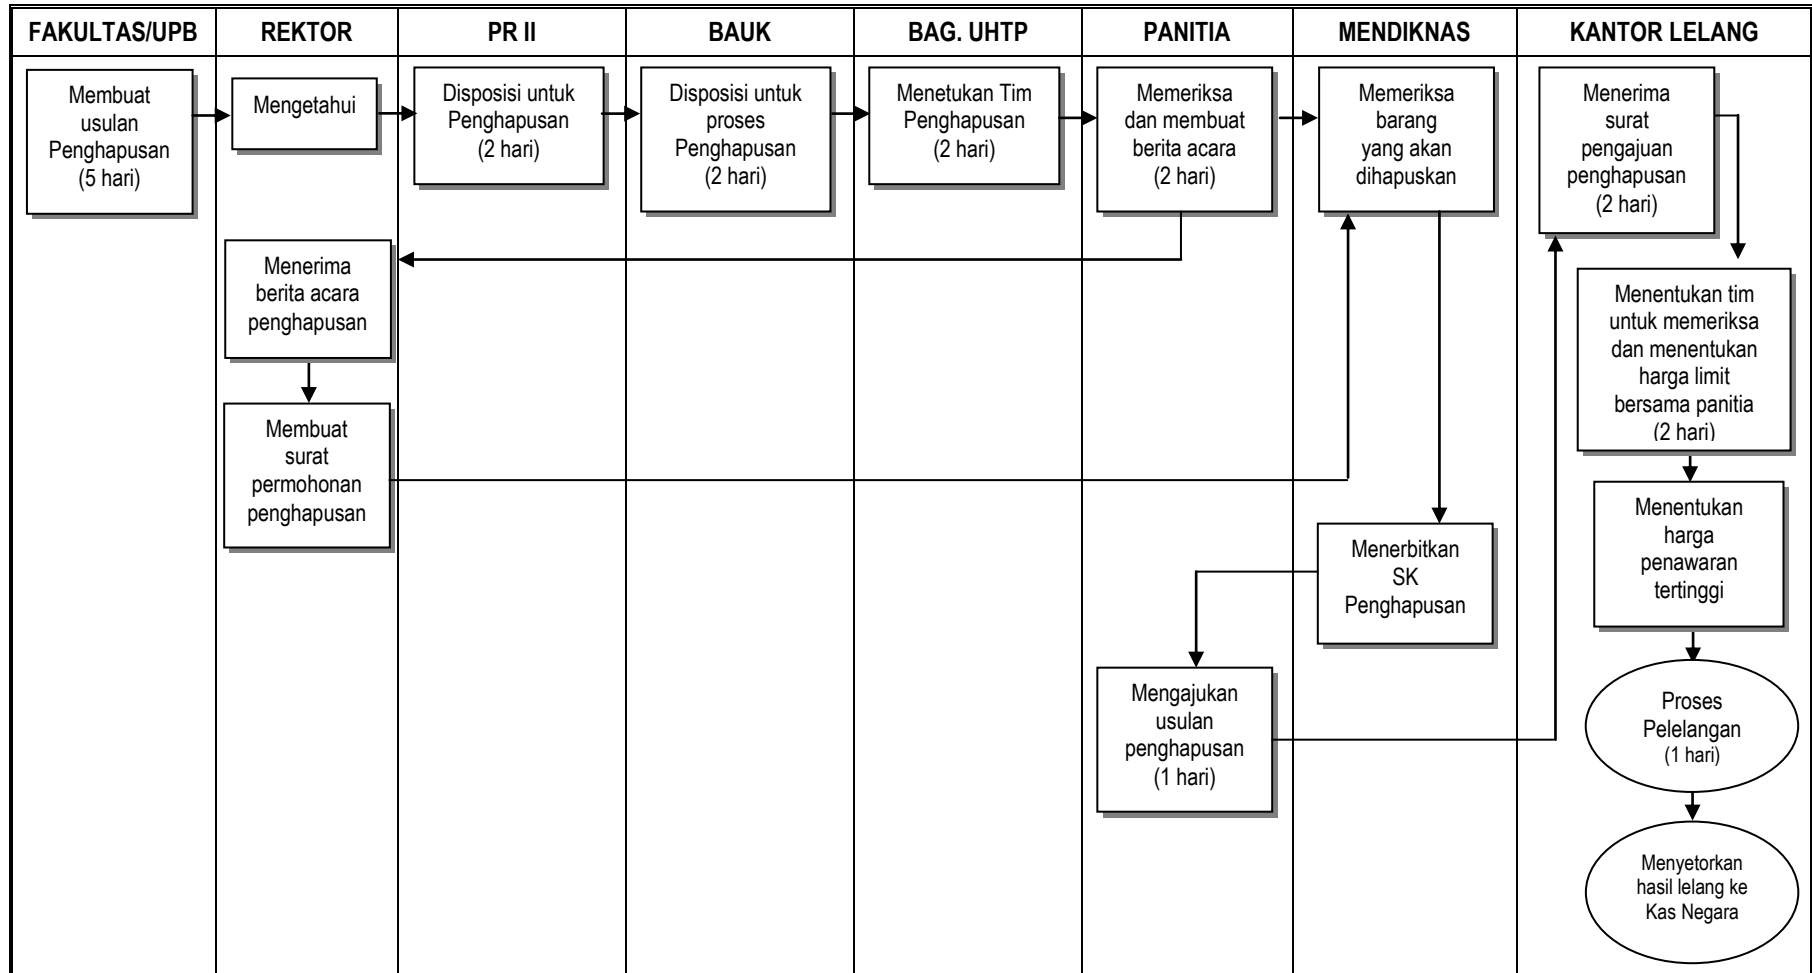 FAKULTAS/UPB
REKTOR
PR II
BAUK
BAG. UHTP
PANITIA
MENDIKNAS
KANTOR LELANG
Membuat
usulan
Penghapusan
(5 hari)
Mengetahui
Disposisi untuk
Penghapusan
(2 hari)
Disposisi untuk
proses
Penghapusan
(2 hari)
Menetukan Tim
Penghapusan
(2 hari)
Memeriksa
dan membuat
berita acara
(2 hari)
Memeriksa
barang
yang akan
dihapuskan
Menerima
surat
pengajuan
penghapusan
(2 hari)
Menerima
berita acara
penghapusan
Membuat
surat
permohonan
penghapusan
Menerbitkan
SK
Penghapusan
Mengajukan
usulan
penghapusan
(1 hari)
Menentukan tim
untuk memeriksa
dan menentukan
harga limit
bersama panitia
(2 hari)
Menentukan
harga
penawaran
tertinggi
Proses
Pelelangan
(1 hari)
Menyetorkan
hasil lelang ke
Kas Negara